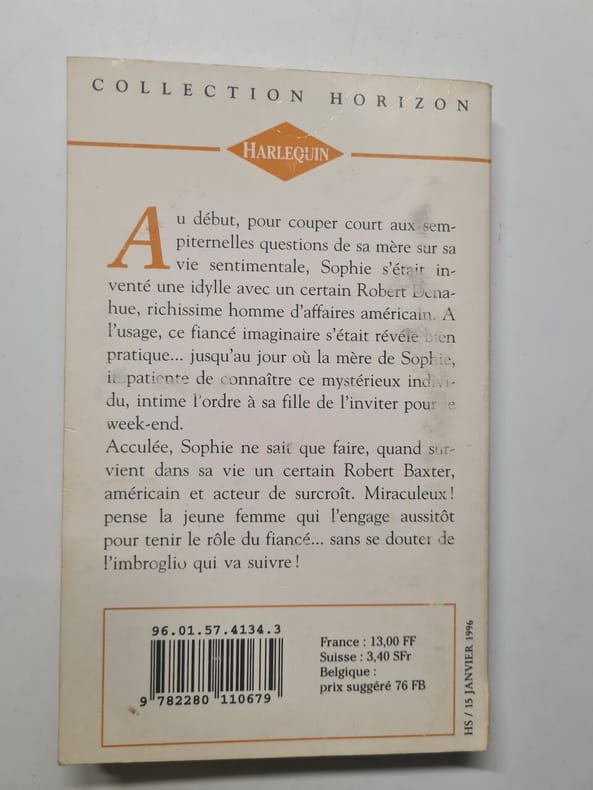 COLLECTION HORIZON
HARLEQUIN
Au début, pour couper court aux sem-
piternelles questions de sa mère sur sa
vie sentimentale, Sophie s'était in-
venté une idylle avec un certain Robert Dena-
hue, richissime homme d'affaires américain. A
l'usage, ce fiancé imaginaire s'était révélé bien
pratique... jusqu'au jour où la mère de Sophie,
impatiente de connaître ce mystérieux indivi-
du, intime l'ordre à sa fille de l'inviter pour le
week-end.
Acculée, Sophie ne sait que faire, quand sur-
vient dans sa vie un certain Robert Baxter,
américain et acteur de surcroît. Miraculeux !
pense la jeune femme qui l'engage aussitôt
pour tenir le rôle du fiancé... sans se douter de
l'imbroglio qui va suivre !
96.01.57.4134.3
9 782280 110679
France : 13,00 FF
Suisse : 3,40 SFr
Belgique :
prix suggéré 76 FB
HS / 15 JANVIER 1996